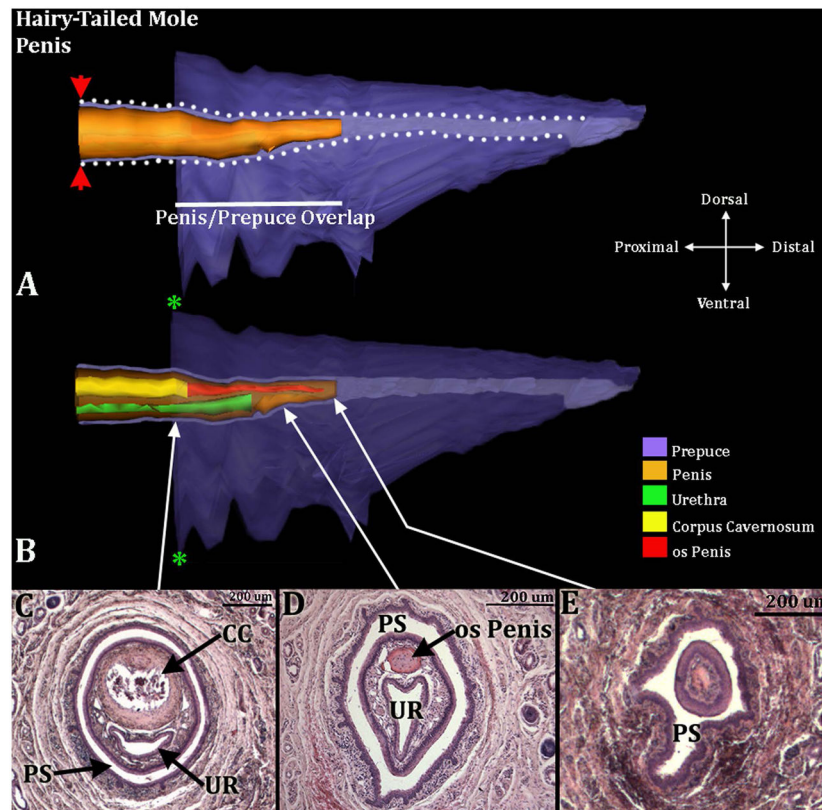 Hairy-Tailed Mole
Penis
Penis/Prepuce Overlap
Dorsal
Proximal
Distal
Ventral
A
*
Prepuce
Penis
Urethra
Corpus Cavernosum
os Penis
B
*
C
200 um
CC
PS
UR
D
200 um
PS
os Penis
UR
E
200 um
PS